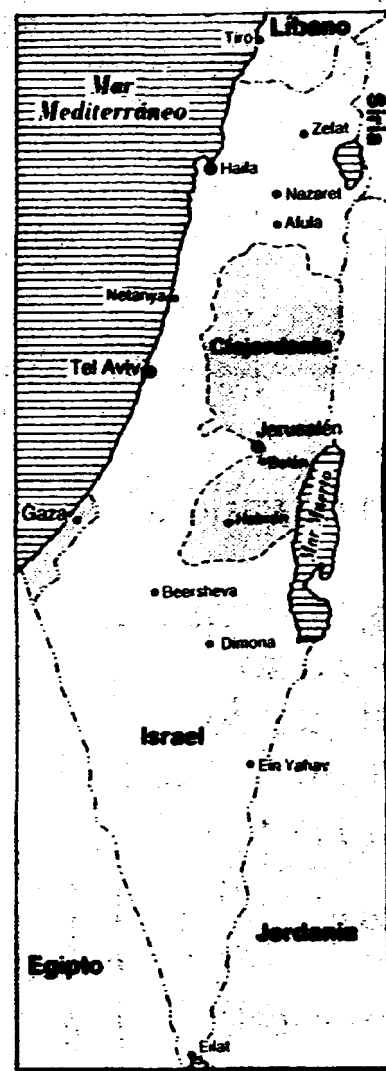 Líbano
Tiro
Siria
Mar
Mediterráneo
Zefat
Haifa
Nazaret
Afula
Netanya
Cisjordania
Tel Aviv
Jerusalén
Belén
Mar Muerto
Gaza
Hebrón
Beersheva
Dimona
Israel
Ein Yahav
Jordania
Egipto
Eilat